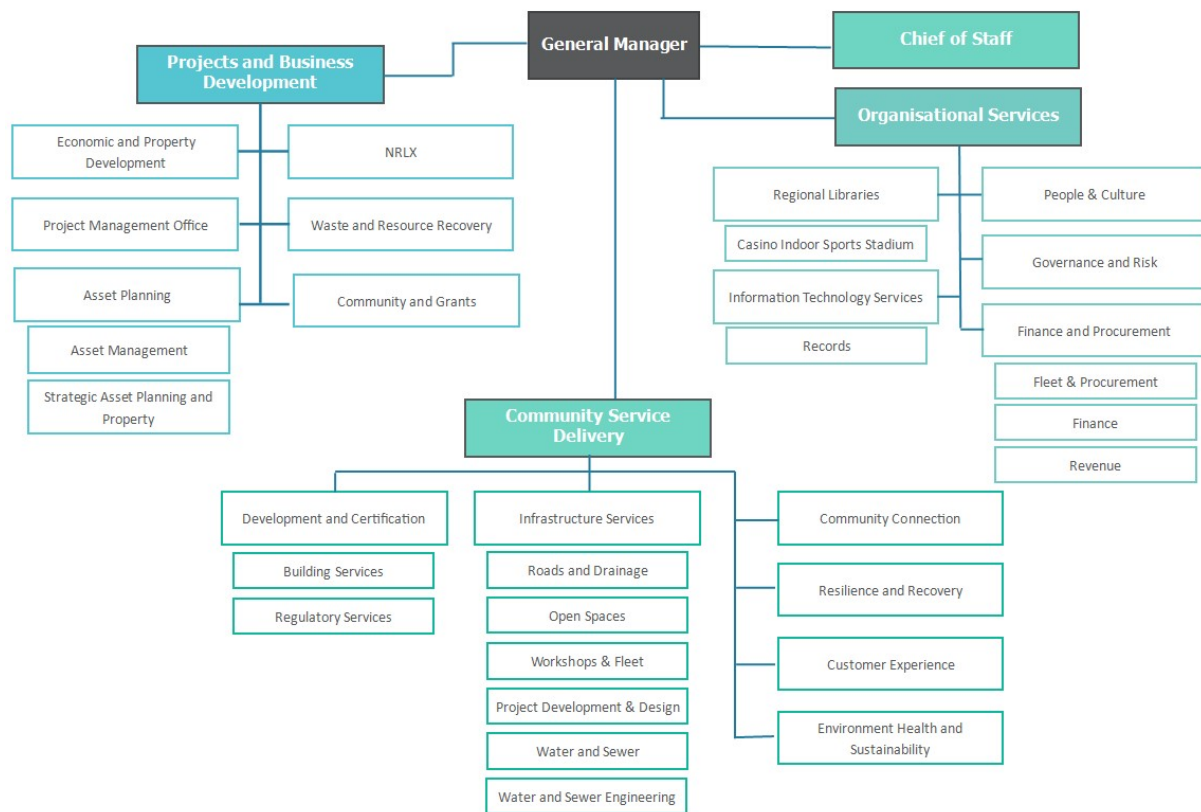 General Manager
Chief of Staff
Projects and Business
Development
Organisational Services
Economic and Property
Development
NRLX
Project Management Office
Waste and Resource Recovery
Asset Planning
Community and Grants
Asset Management
Strategic Asset Planning and
Property
Regional Libraries
People & Culture
Casino Indoor Sports Stadium
Governance and Risk
Information Technology Services
Records
Finance and Procurement
Fleet & Procurement
Finance
Revenue
Community Service
Delivery
Development and Certification
Building Services
Regulatory Services
Infrastructure Services
Roads and Drainage
Open Spaces
Workshops & Fleet
Project Development & Design
Water and Sewer
Water and Sewer Engineering
Community Connection
Resilience and Recovery
Customer Experience
Environment Health and
Sustainability